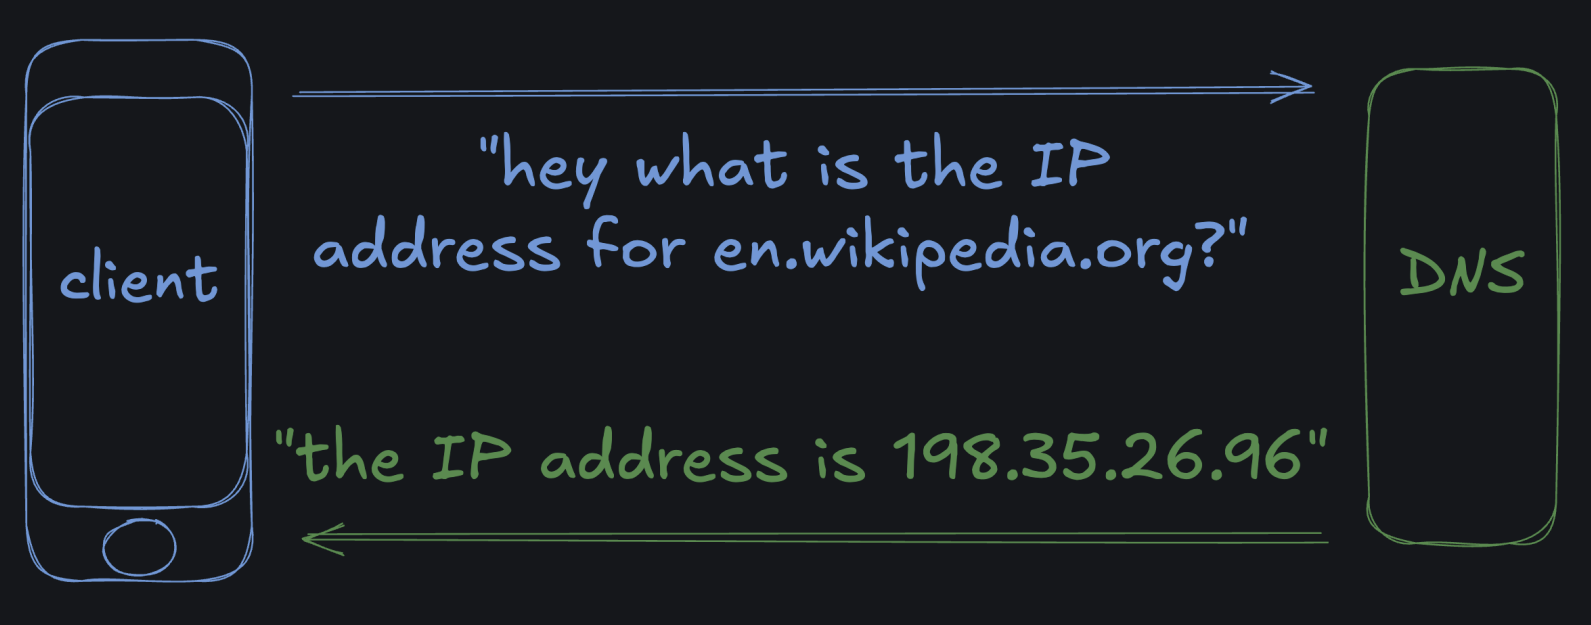 client
"hey what is the IP
address for en.wikipedia.org?"
DNS
"the IP address is 198.35.26.96"